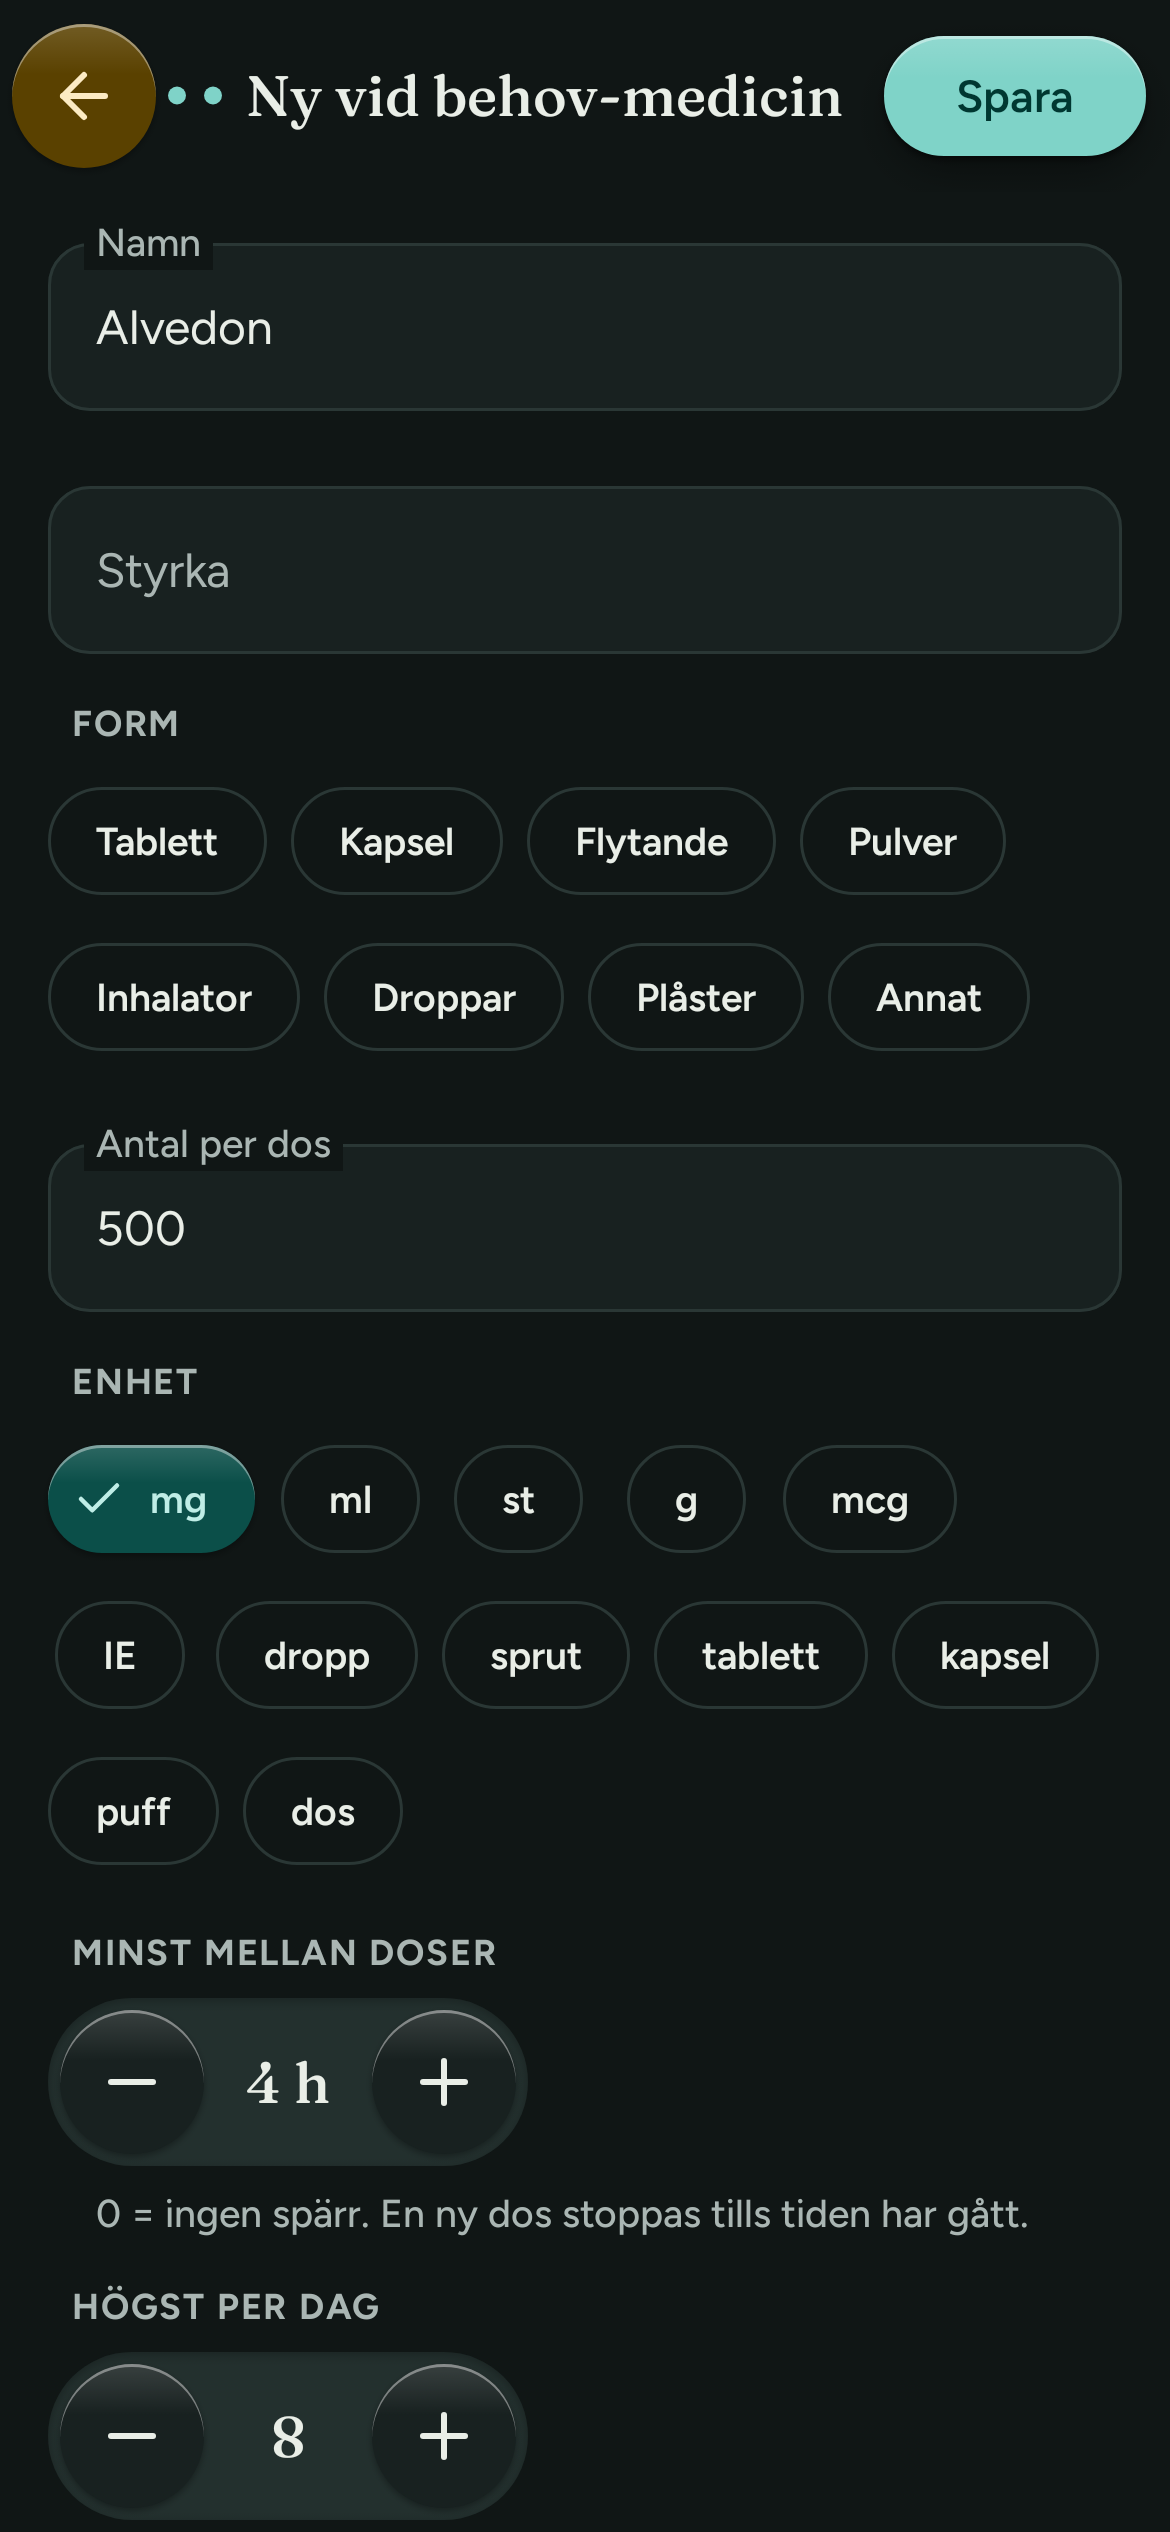 Ny vid behov-medicin
Spara
Namn
Alvedon
Styrka
FORM
Tablett Kapsel Flytande Pulver
Inhalator Droppar Plåster Annat
Antal per dos
500
ENHET
mg ml st g mcg
IE dropp sprut tablett kapsel
puff dos
MINST MELLAN DOSER
4 h
0 = ingen spärr. En ny dos stoppas tills tiden har gått.
HÖGST PER DAG
8